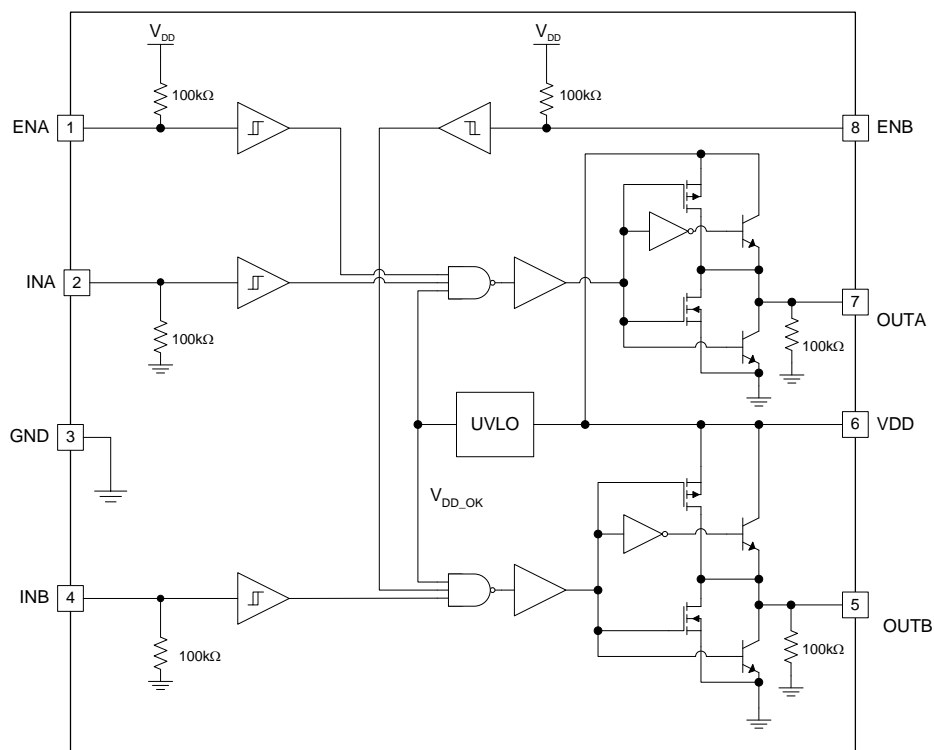 VDD
VDD
100kΩ
100kΩ
ENA
1
8
ENB
INA
2
7
OUTA
100kΩ
100kΩ
GND
3
UVLO
6
VDD
VDD_OK
INB
4
5
OUTB
100kΩ
100kΩ